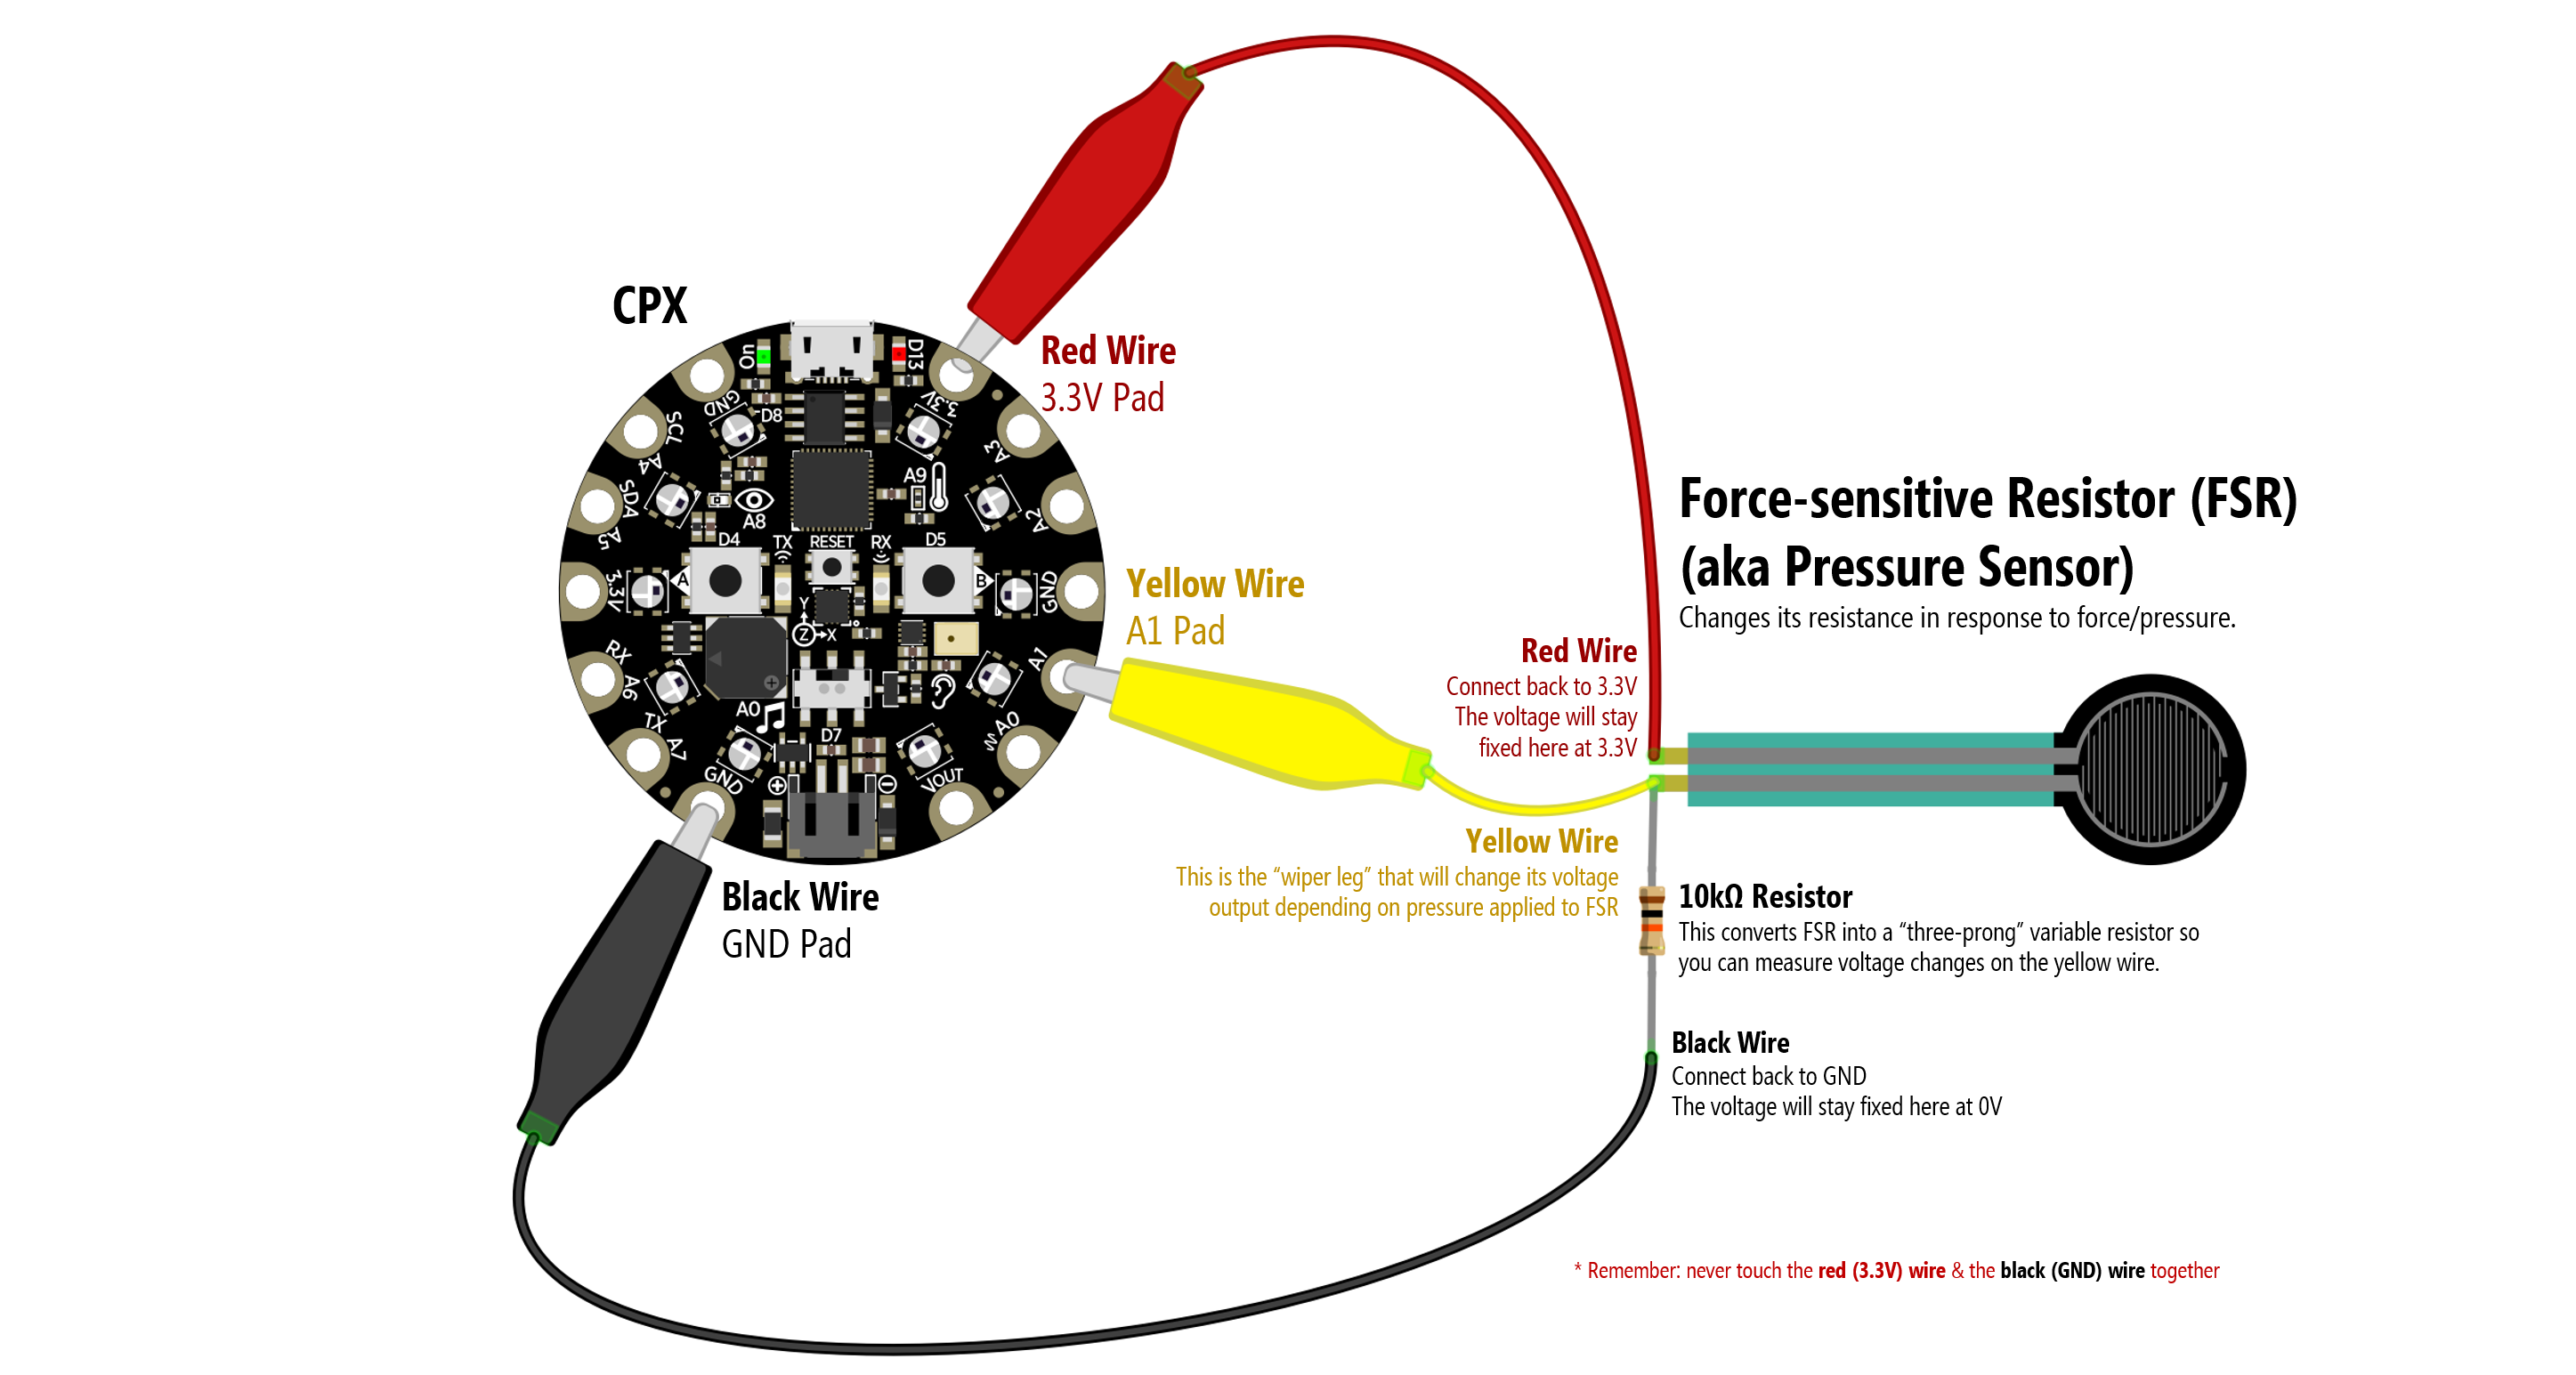 CPX
On
D13
GND
D8
3.3V
SCL
A4
A3
SDA
A5
A8
A9
A2
D4
TX
RESET
RX
D5
3.3V
A
B
GND
Y
Z
X
RX
A6
A1
TX
A7
A0
D7
A0
GND
VOUT
Red Wire
3.3V Pad
Yellow Wire
A1 Pad
Black Wire
GND Pad
Force-sensitive Resistor (FSR)
(aka Pressure Sensor)
Changes its resistance in response to force/pressure.
Red Wire
Connect back to 3.3V
The voltage will stay
fixed here at 3.3V
Yellow Wire
This is the “wiper leg” that will change its voltage
output depending on pressure applied to FSR
10kΩ Resistor
This converts FSR into a “three-prong” variable resistor so
you can measure voltage changes on the yellow wire.
Black Wire
Connect back to GND
The voltage will stay fixed here at 0V
* Remember: never touch the red (3.3V) wire & the black (GND) wire together